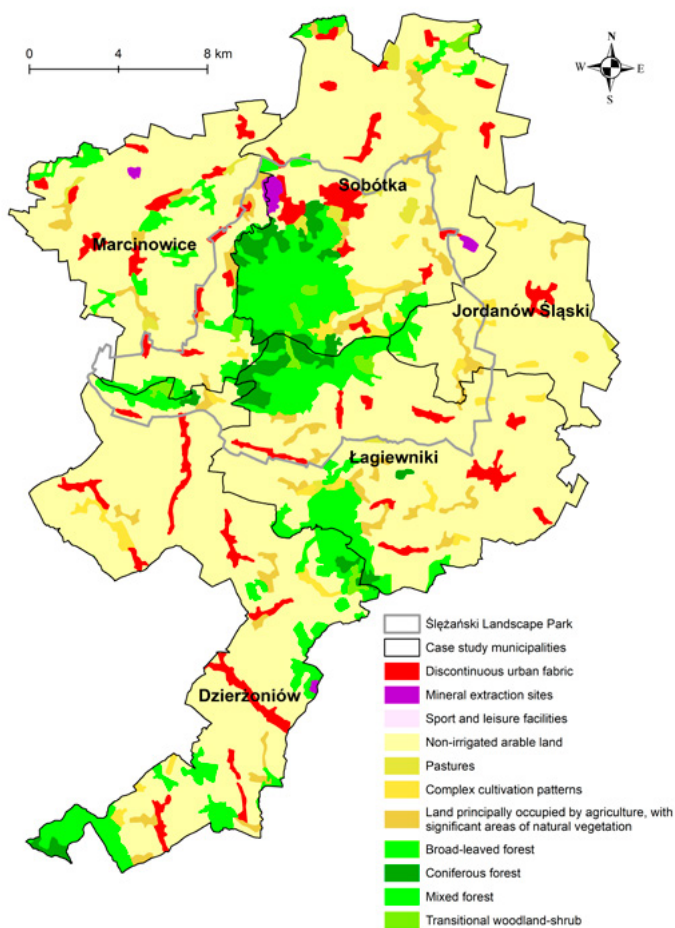 0 4 8 km
N
W E
S
Sobótka
Marcinowice
Jordanów Śląski
Łagiewniki
Dzierżoniów
Ślężański Landscape Park
Case study municipalities
Discontinuous urban fabric
Mineral extraction sites
Sport and leisure facilities
Non-irrigated arable land
Pastures
Complex cultivation patterns
Land principally occupied by agriculture, with
significant areas of natural vegetation
Broad-leaved forest
Coniferous forest
Mixed forest
Transitional woodland-shrub